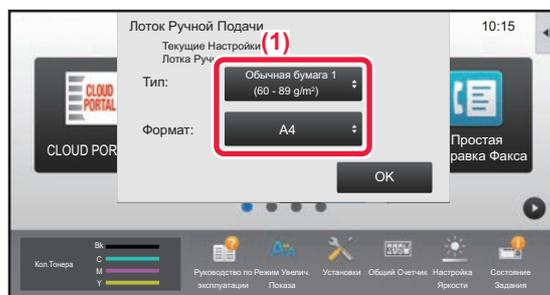 Лоток Ручной Подачи
10:15
Текущие Настройки
(1)
Лотка Руч
Тип:
Обычная бумага 1
(60 - 89 g/m²)
Формат:
A4
OK
CLOUD
PORTAL
CLOUD POR
Простая
равка Факса
Кол.Тонера
Bk
C
M
Y
Руководство по
эксплуатации
Режим Увелич.
Показа
Установки
Общий Счетчик
Настройка
Яркости
Состояние
Задания